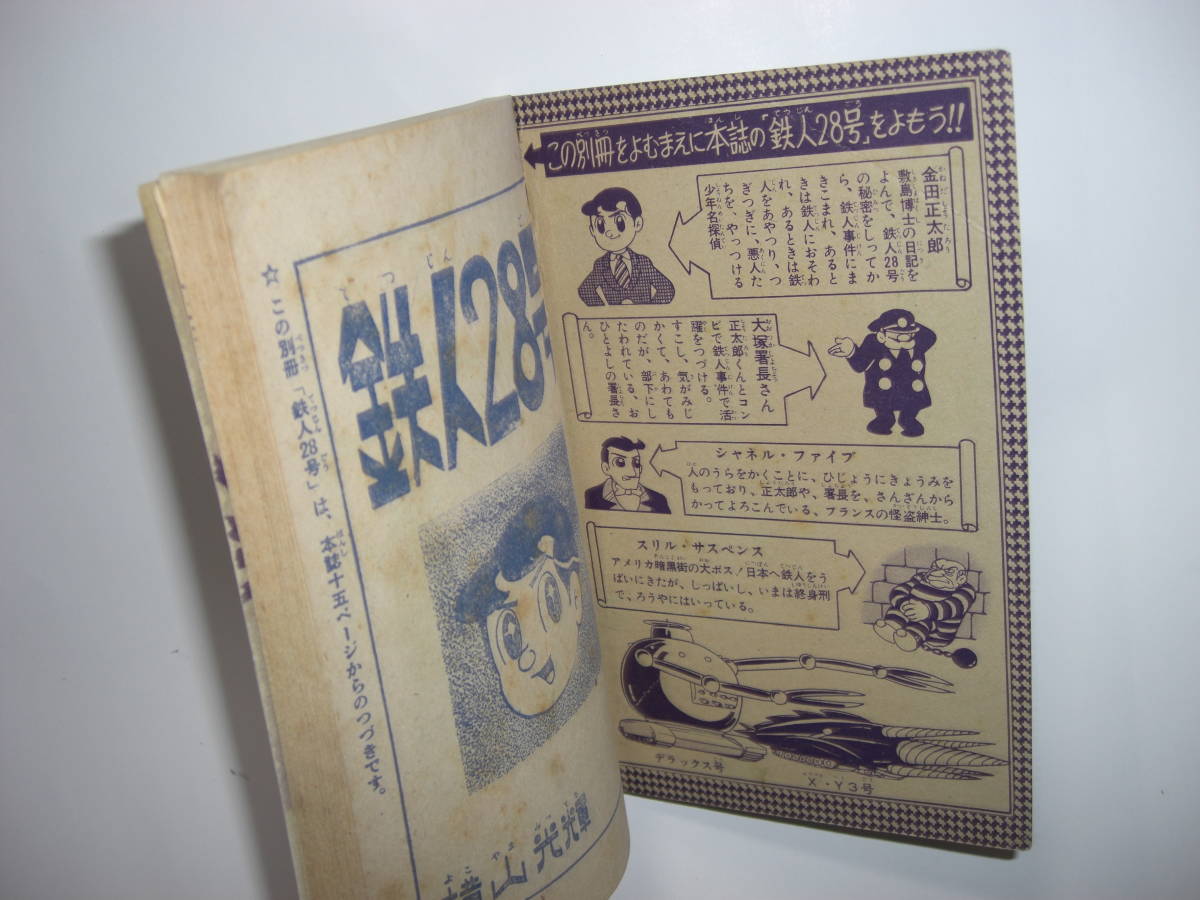 この別冊をよむまえに本誌の「鉄人28号」をよもう!!
金田正太郎
敷島博士の日記を
よんで、鉄人28号
の秘密をしってか
ら、鉄人事件にま
きこまれ、あると
きは鉄人におそわ
れ、あるときは鉄
人をあやつり、つ
ぎつぎに、悪人た
ちを、やっつける
少年名探偵
大塚署長さん
正太郎くんとコン
ビで鉄人事件で活
躍をつづける。
すこし、気がみじ
かくて、あわても
のだが、部下にし
たわれている、お
ひとよしの署長さ
ん。
シャネル・ファイブ
人のうらをかくことに、ひじょうにきょうみを
もっており、正太郎や、署長を、さんざんから
かってよろこんでいる、フランスの怪盗紳士。
スリル・サスペンス
アメリカ暗黒街の大ボス!日本へ鉄人をう
ばいにきたが、しっぱいし、いまは終身刑
で、ろうやにはいっている。
デラックス号
X・Y3号
鉄人28号
横山光輝
☆この別冊「鉄人28号」は、本誌十五ページからのつづきです。